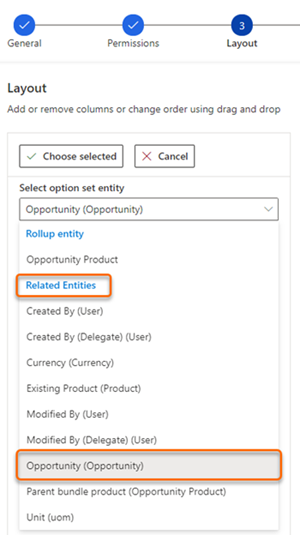 General
Permissions
3
Layout
Layout
Add or remove columns or change order using drag and drop
Choose selected
Cancel
Select option set entity
Opportunity (Opportunity)
Rollup entity
Opportunity Product
Related Entities
Created By (User)
Created By (Delegate) (User)
Currency (Currency)
Existing Product (Product)
Modified By (User)
Modified By (Delegate) (User)
Opportunity (Opportunity)
Parent bundle product (Opportunity Product)
Unit (uom)